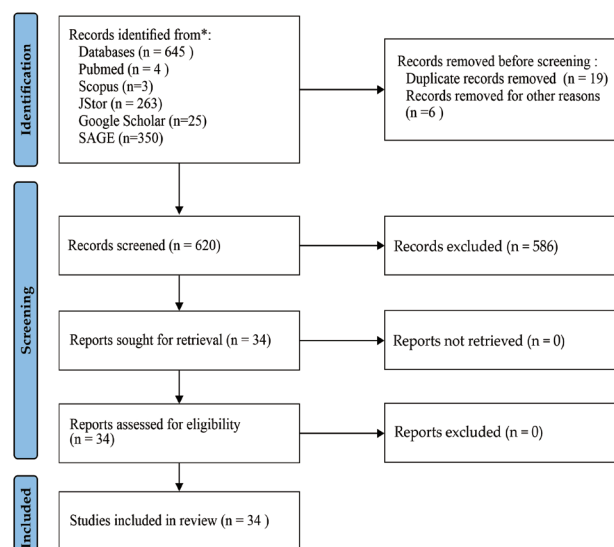 Identification
Records identified from*:
Databases (n = 645 )
Pubmed (n = 4 )
Scopus (n=3)
JStor (n = 263)
Google Scholar (n=25)
SAGE (n=350)
Records removed before screening :
Duplicate records removed (n = 19)
Records removed for other reasons
(n =6 )
Screening
Records screened (n = 620)
Records excluded (n = 586)
Reports sought for retrieval (n = 34)
Reports not retrieved (n = 0)
Reports assessed for eligibility
(n = 34)
Reports excluded (n = 0)
Included
Studies included in review (n = 34 )